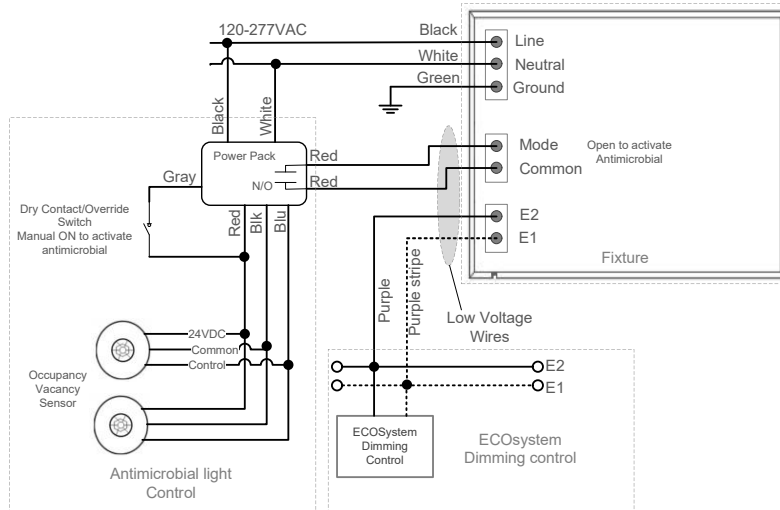 120-277VAC
Black
White
Green
Line
Neutral
Ground
Black
White
Power Pack
N/O
Red
Red
Mode
Common
Open to activate
Antimicrobial
Gray
Dry Contact/Override
Switch
Manual ON to activate
antimicrobial
Red
Blk
Blu
E2
E1
Fixture
Purple
Purple stripe
Low Voltage
Wires
24VDC
Common
Control
Occupancy
Vacancy
Sensor
E2
E1
ECOSystem
Dimming
Control
ECOsystem
Dimming control
Antimicrobial light
Control